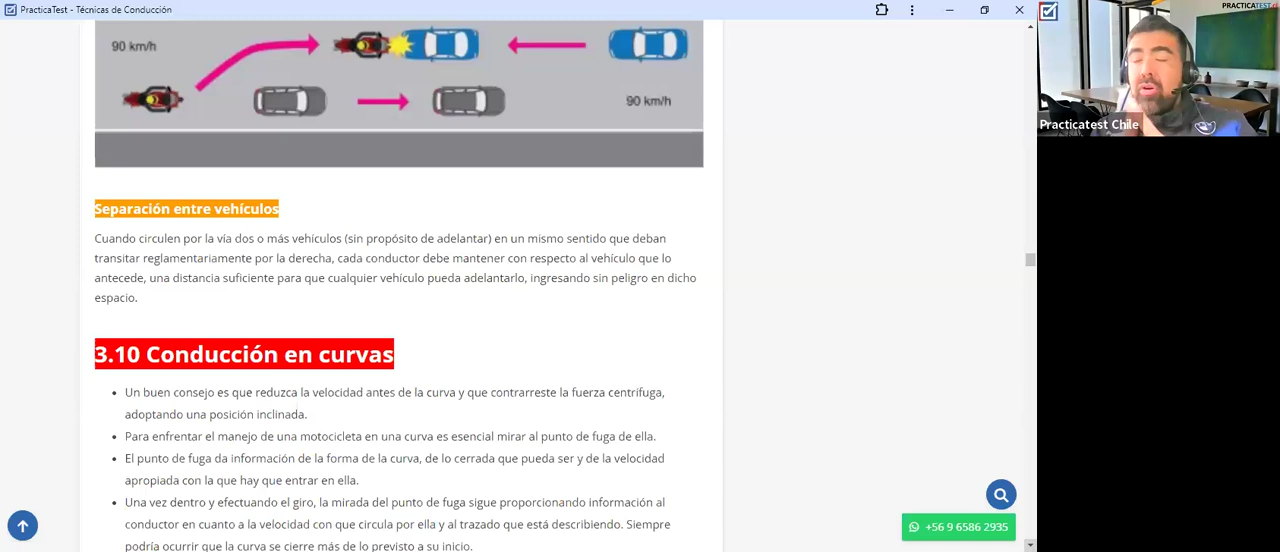 PracticaTest - Técnicas de Conducción
PRACTICATEST.cl
90 km/h
90 km/h
Practicatest Chile
Separación entre vehículos
Cuando circulen por la vía dos o más vehículos (sin propósito de adelantar) en un mismo sentido que deban
transitar reglamentariamente por la derecha, cada conductor debe mantener con respecto al vehículo que lo
antecede, una distancia suficiente para que cualquier vehículo pueda adelantarlo, ingresando sin peligro en dicho
espacio.
3.10 Conducción en curvas
• Un buen consejo es que reduzca la velocidad antes de la curva y que contrarreste la fuerza centrífuga,
adoptando una posición inclinada.
• Para enfrentar el manejo de una motocicleta en una curva es esencial mirar al punto de fuga de ella.
• El punto de fuga da información de la forma de la curva, de lo cerrada que pueda ser y de la velocidad
apropiada con la que hay que entrar en ella.
• Una vez dentro y efectuando el giro, la mirada del punto de fuga sigue proporcionando información al
conductor en cuanto a la velocidad con que circula por ella y al trazado que está describiendo. Siempre
podría ocurrir que la curva se cierre más de lo previsto a su inicio.
+56 9 6586 2935